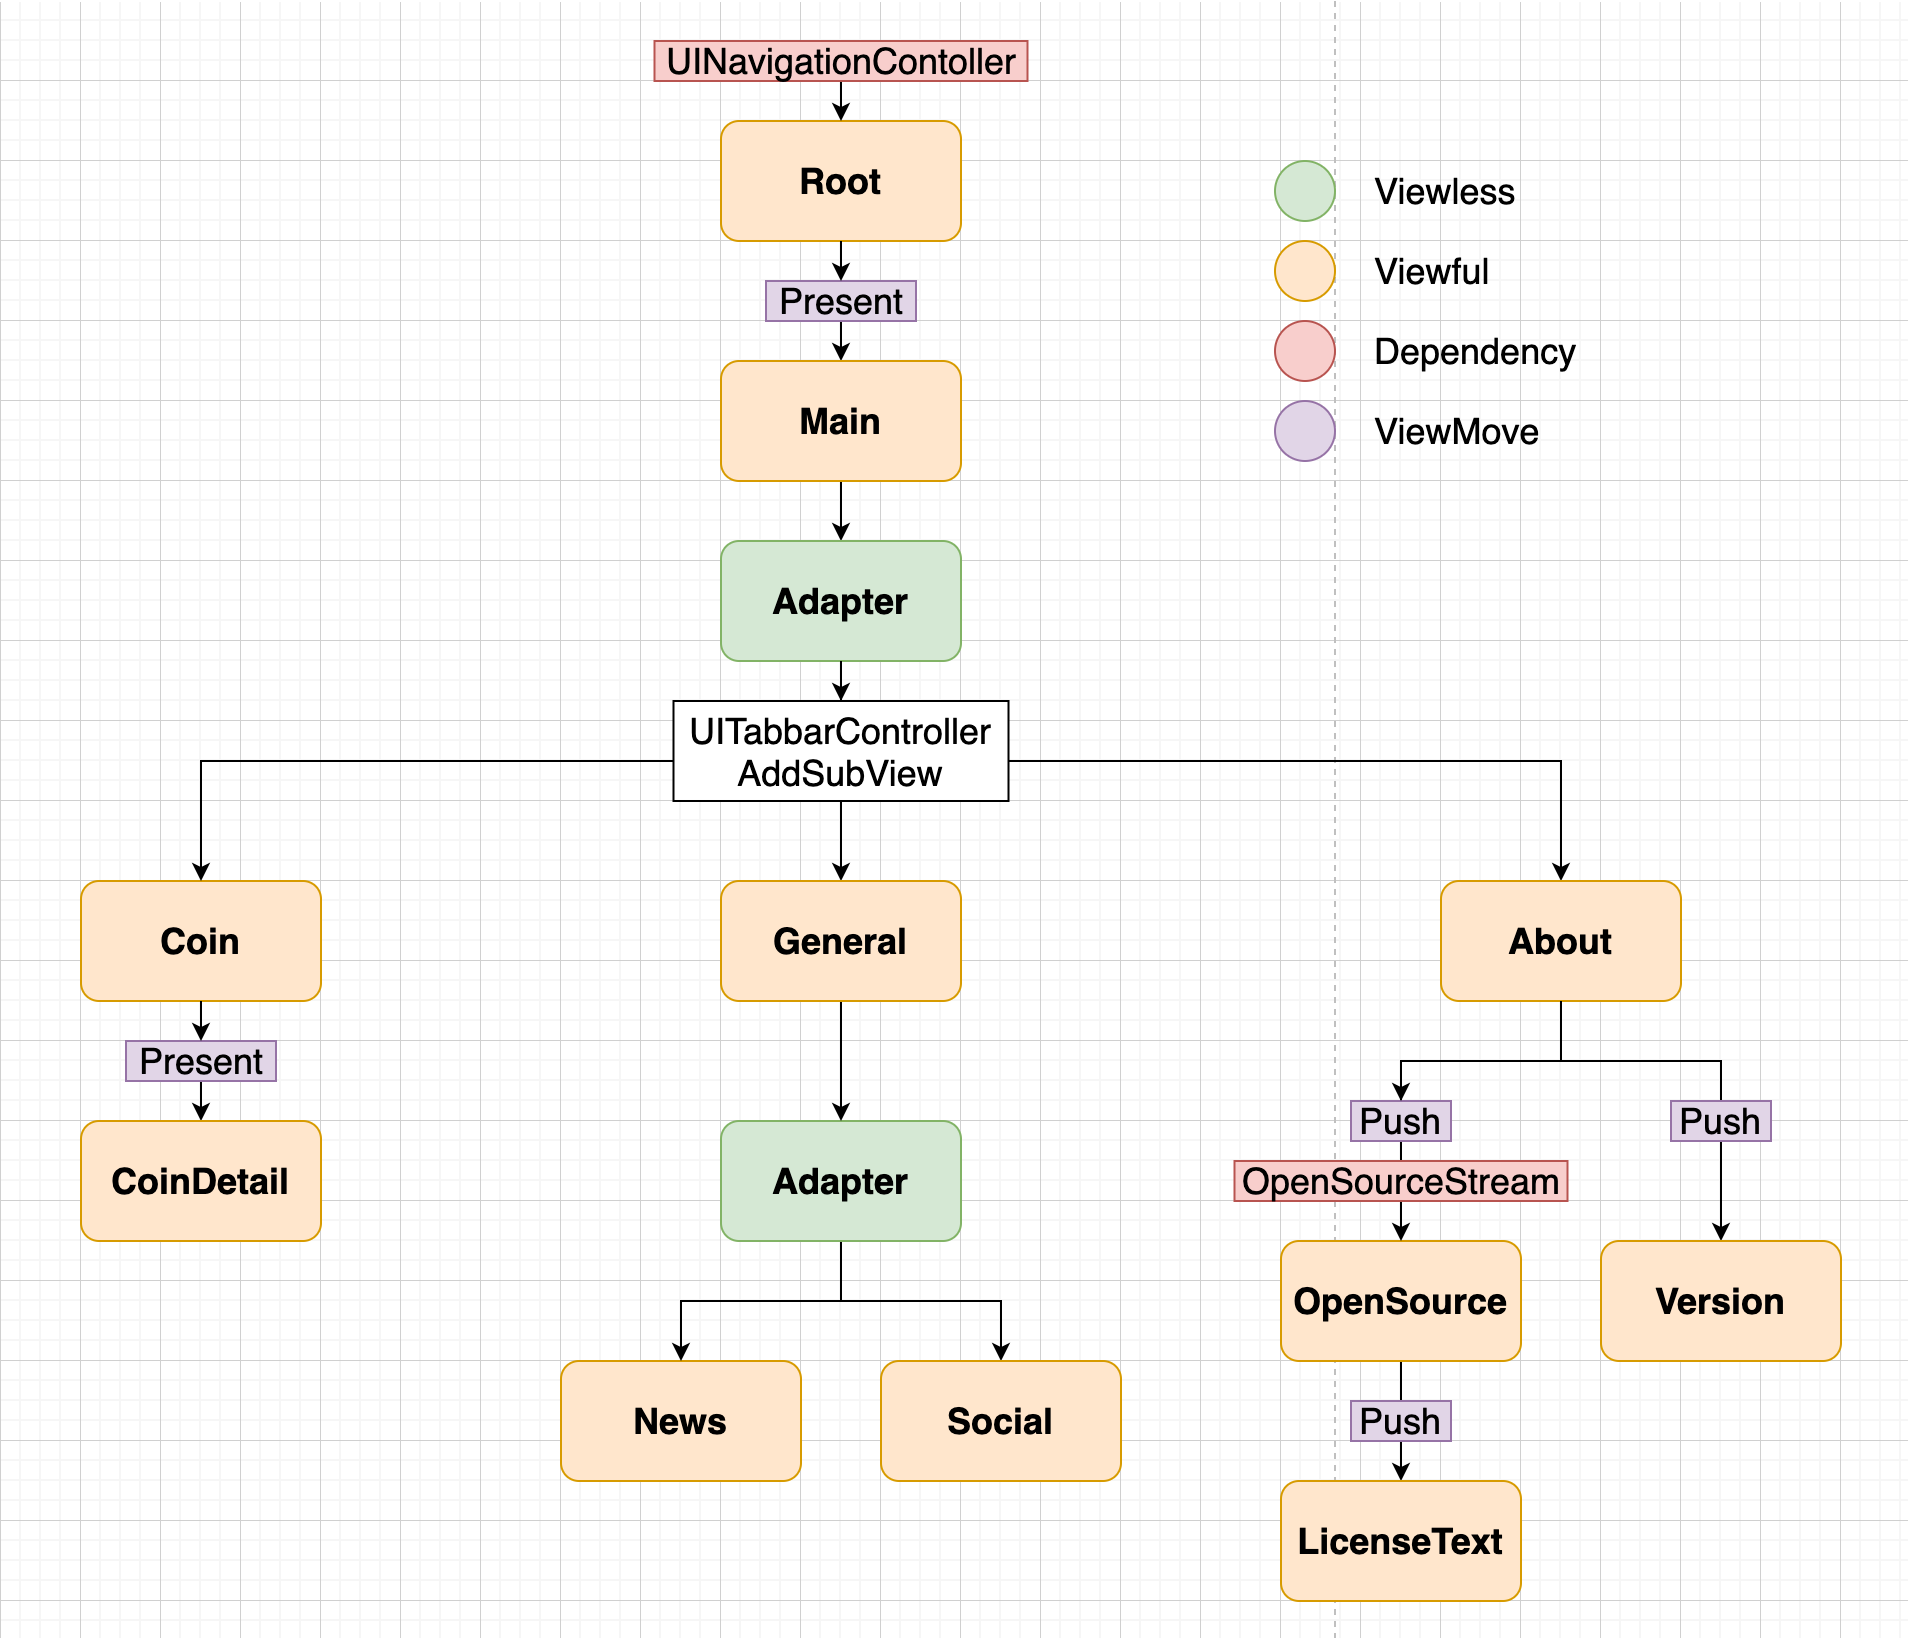 UINavigationContoller
Root
Viewless
Viewful
Present
Dependency
Main
ViewMove
Adapter
UITabbarController
AddSubView
Coin
General
About
Present
Push
Push
CoinDetail
Adapter
OpenSourceStream
OpenSource
Version
News
Social
Push
LicenseText